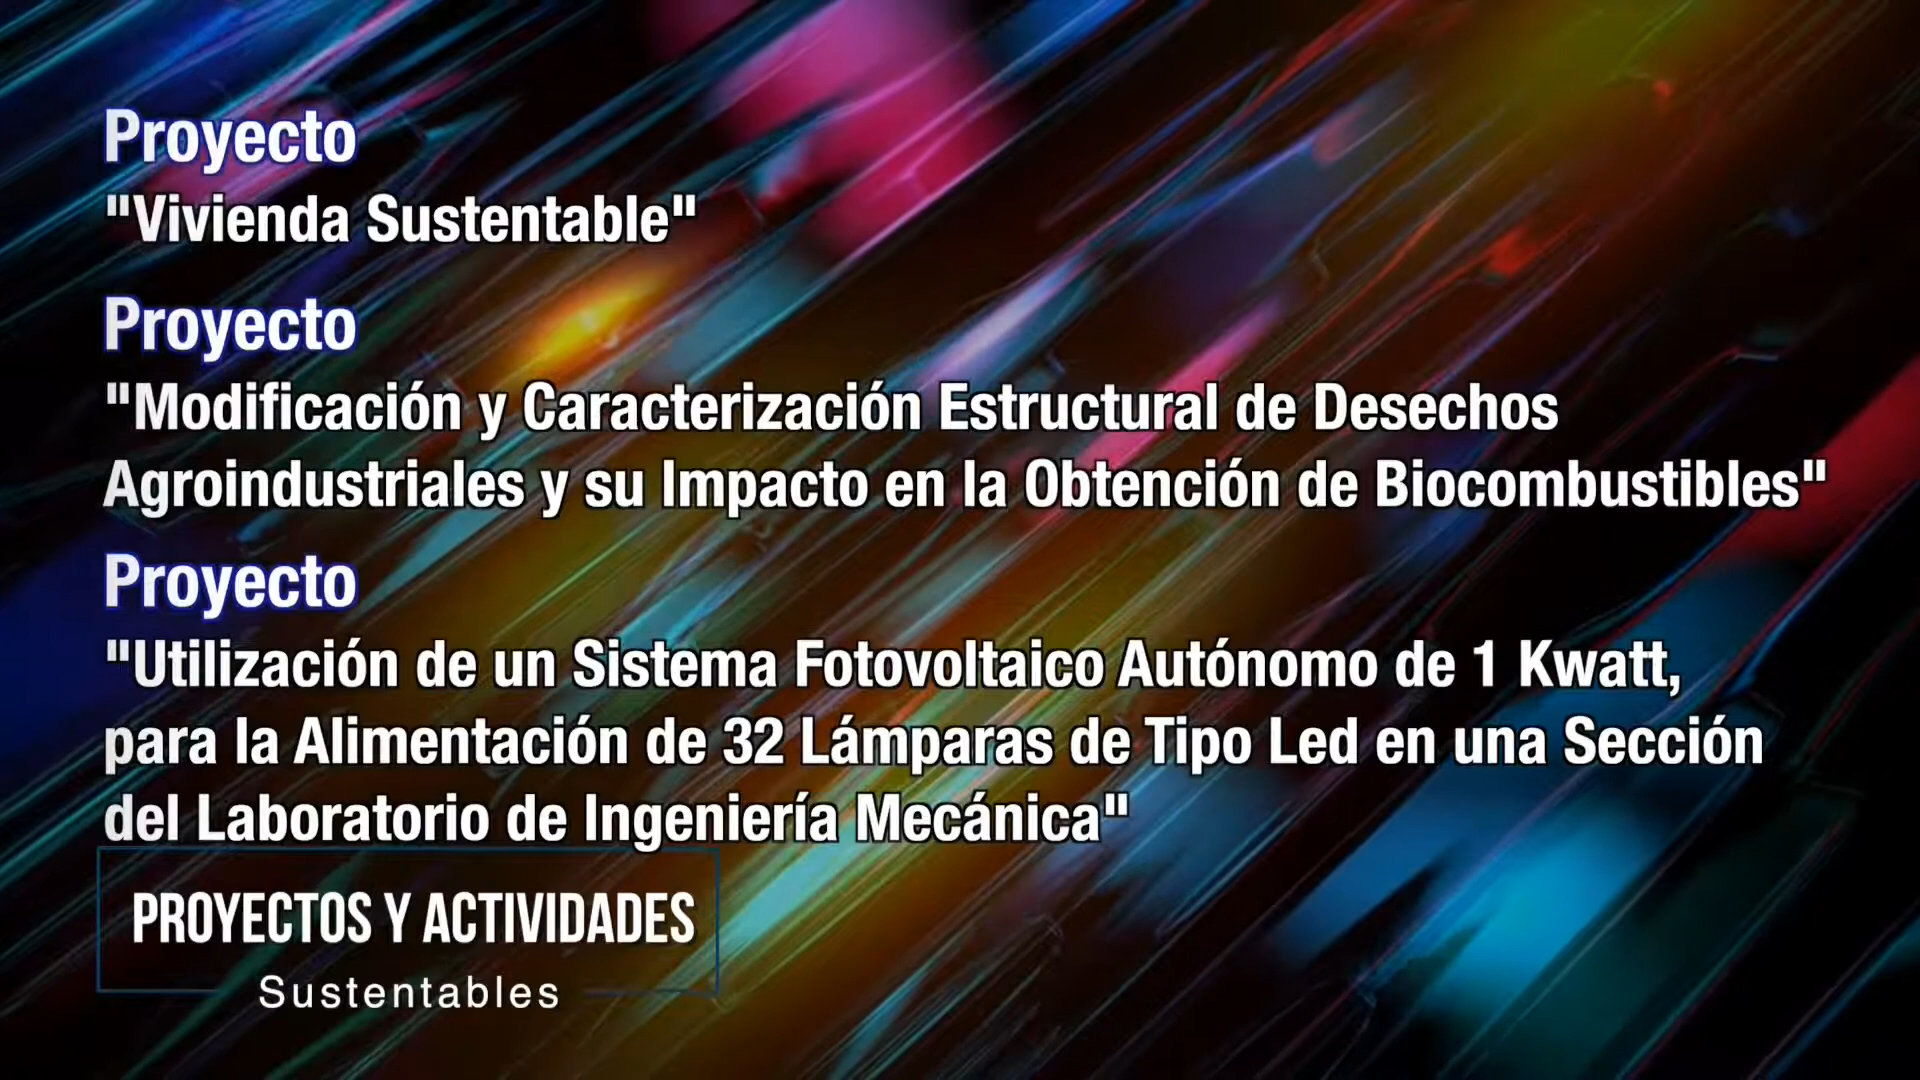 Proyecto
"Vivienda Sustentable"
Proyecto
"Modificación y Caracterización Estructural de Desechos
Agroindustriales y su Impacto en la Obtención de Biocombustibles"
Proyecto
"Utilización de un Sistema Fotovoltaico Autónomo de 1 Kwatt,
para la Alimentación de 32 Lámparas de Tipo Led en una Sección
del Laboratorio de Ingeniería Mecánica"
PROYECTOS Y ACTIVIDADES
Sustentables